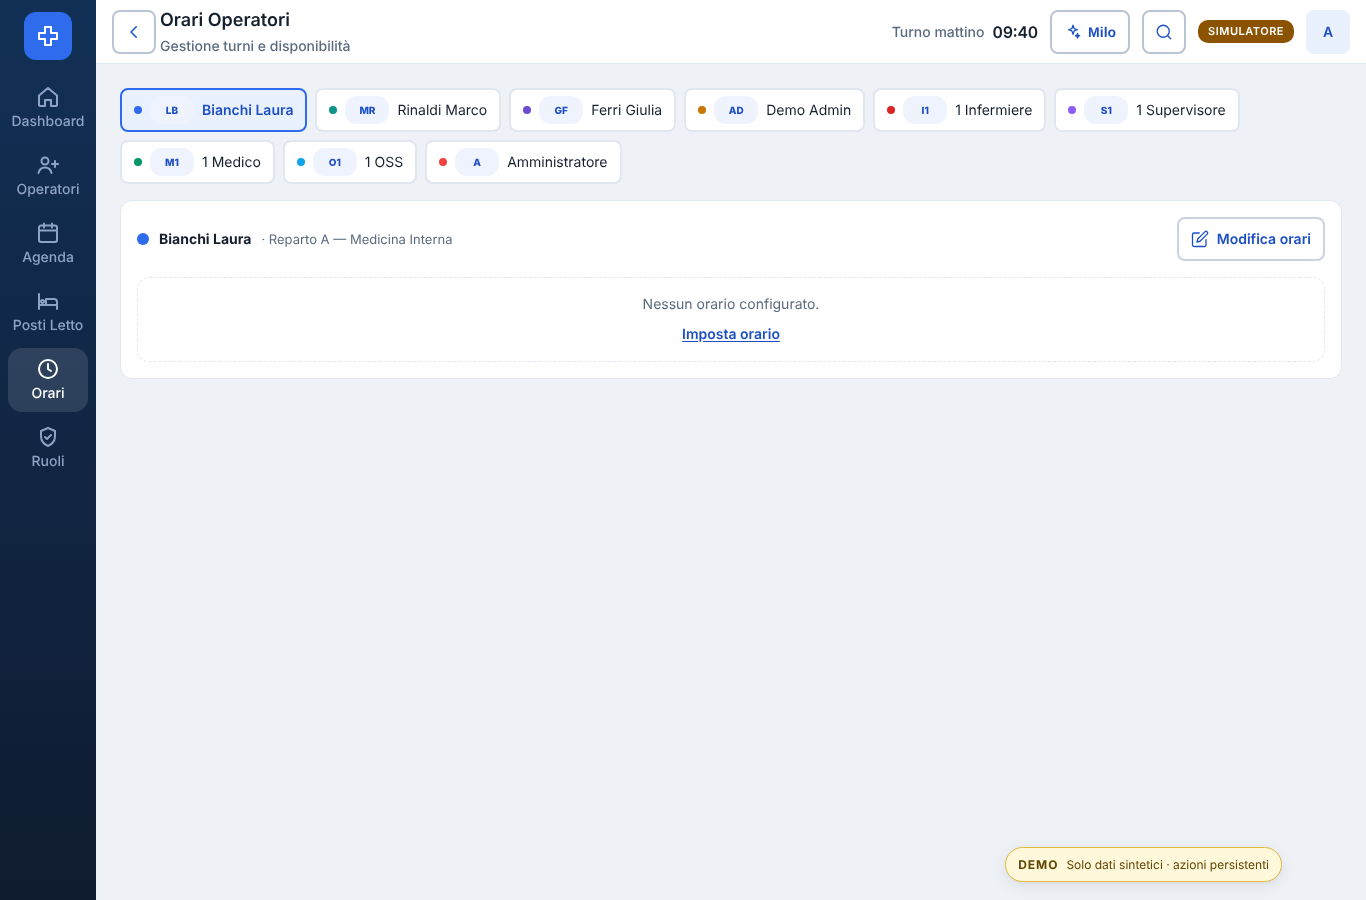 Orari Operatori
Gestione turni e disponibilità
Turno mattino 09:40
Milo
SIMULATORE
A
Dashboard
Operatori
Agenda
Posti Letto
Orari
Ruoli
LB Bianchi Laura
MR Rinaldi Marco
GF Ferri Giulia
AD Demo Admin
I1 1 Infermiere
S1 1 Supervisore
M1 1 Medico
O1 1 OSS
A Amministratore
Bianchi Laura · Reparto A — Medicina Interna
Modifica orari
Nessun orario configurato.
Imposta orario
DEMO Solo dati sintetici · azioni persistenti